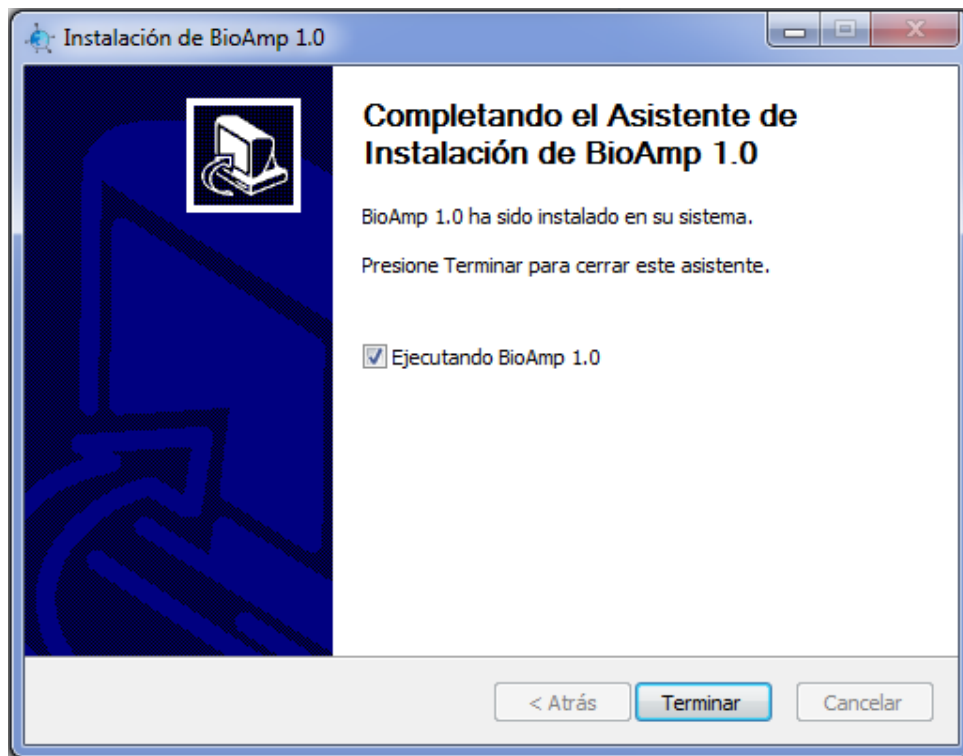 Instalación de BioAmp 1.0
Completando el Asistente de
Instalación de BioAmp 1.0
BioAmp 1.0 ha sido instalado en su sistema.
Presione Terminar para cerrar este asistente.
Ejecutando BioAmp 1.0
< Atrás
Terminar
Cancelar